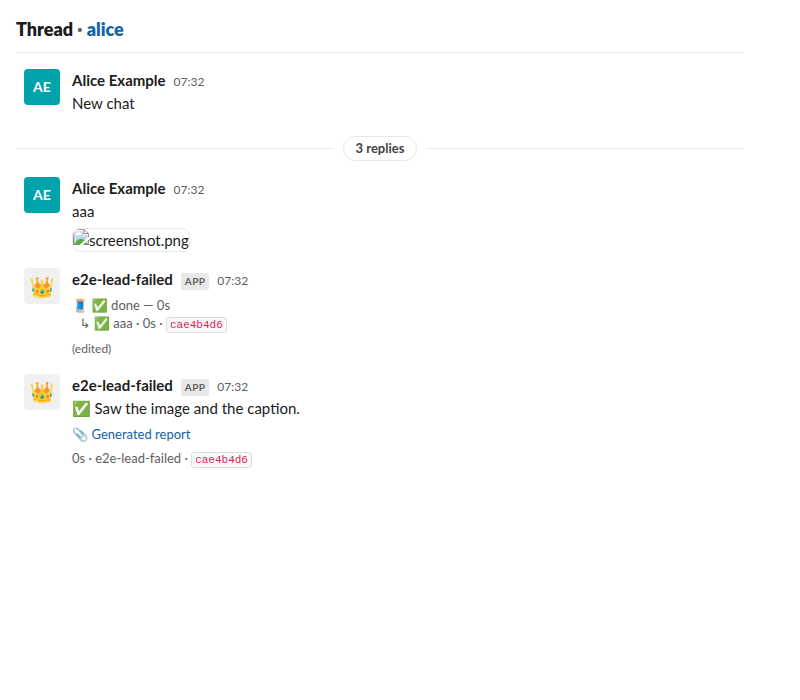 Thread • alice
AE
Alice Example 07:32
New chat
3 replies
AE
Alice Example 07:32
aaa
screenshot.png
e2e-lead-failed APP 07:32
🧵 ✅ done — 0s
↳ ✅ aaa · 0s · cae4b4d6
(edited)
e2e-lead-failed APP 07:32
✅ Saw the image and the caption.
📎 Generated report
0s · e2e-lead-failed · cae4b4d6